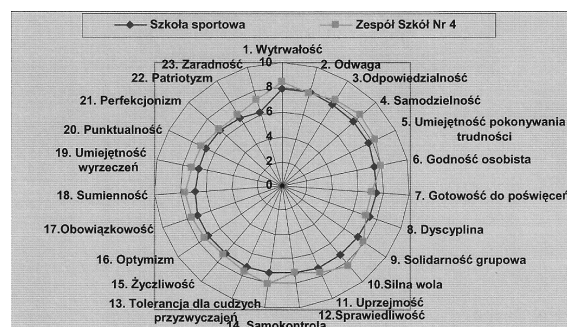 Szkoła sportowa
Zespół Szkół Nr 4
1. Wytrwałość
2. Odwaga
3.Odpowiedzialność
4. Samodzielność
5. Umiejętność pokonywania
trudności
6. Godność osobista
7. Gotowość do poświęceń
8. Dyscyplina
9. Solidarność grupowa
10.Silna wola
11. Uprzejmość
12.Sprawiedliwość
14. Samokontrola
13. Tolerancja dla cudzych
przyzwyczajeń
15. Życzliwość
16. Optymizm
17.Obowiązkowość
18. Sumienność
19. Umiejętność
wyrzeczeń
20. Punktualność
21. Perfekcjonizm
22. Patriotyzm
23. Zaradność
10
8
6
4
2
0